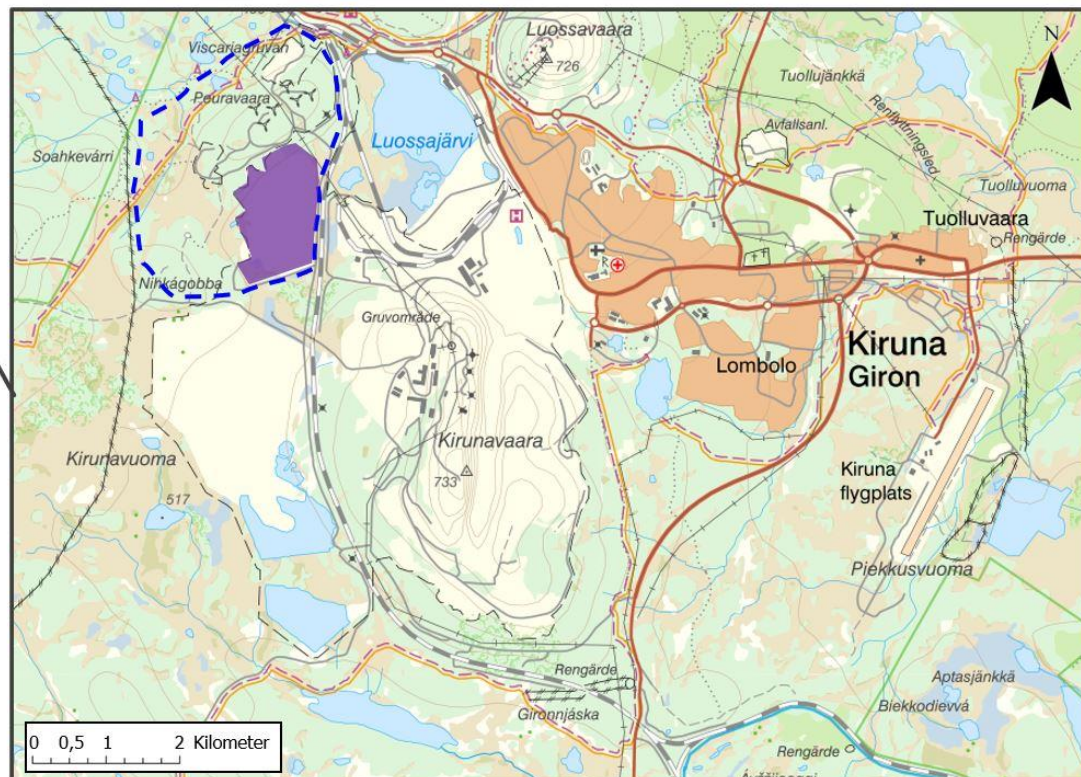 Luossavaara
726
N
Viscariagruvan
Peuravaara
Luossajärvi
Tuollujänkkä
Avfallsanl.
Renflyttningsled
Soahkevárri
Tuolluvuoma
H
Tuolluvaara
Rengärde
R
Nihkágobba
Gruvområde
Kiruna
Giron
Lombolo
Kirunavaara
733
Kirunavuoma
517
Kiruna
flygplats
Piekkusvuoma
Rengärde
Gironnjáska
Aptasjänkkä
Biekkodievvá
Rengärde
0 0,5 1 2 Kilometer